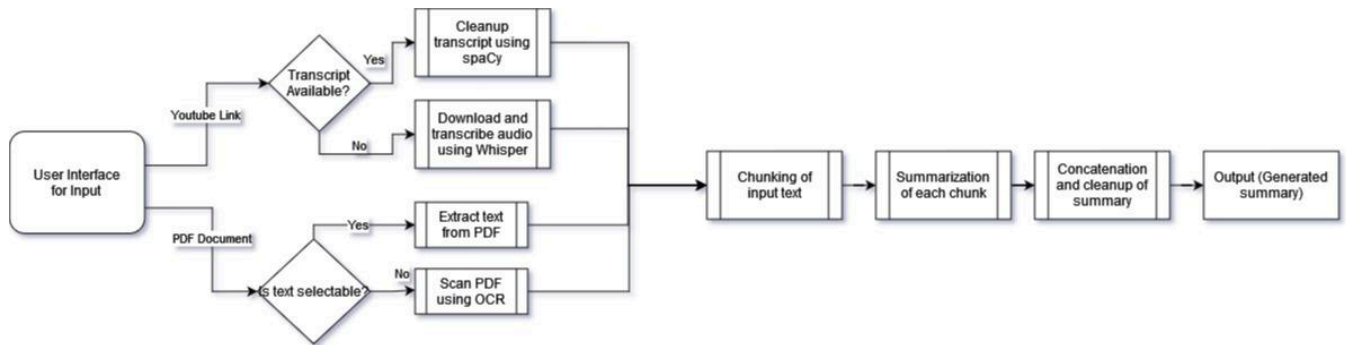 User Interface
for Input
Youtube Link
Transcript
Available?
Yes
Cleanup
transcript using
spaCy
No
Download and
transcribe audio
using Whisper
PDF Document
Is text selectable?
Yes
Extract text
from PDF
No
Scan PDF
using OCR
Chunking of
input text
Summarization
of each chunk
Concatenation
and cleanup of
summary
Output (Generated
summary)